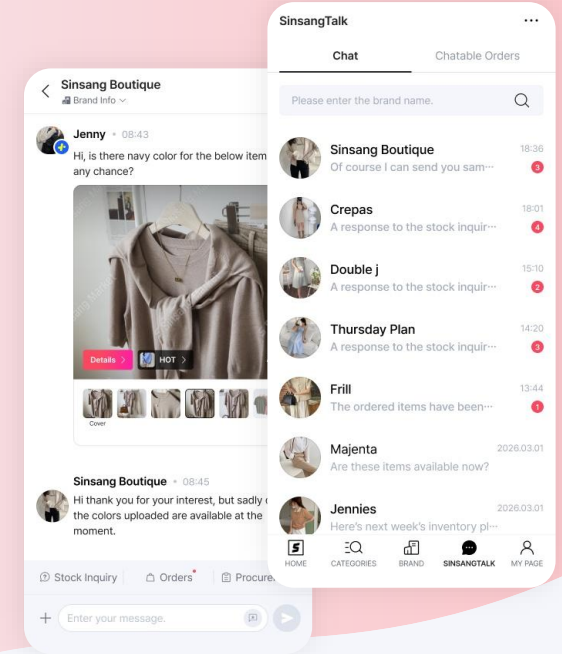 SinsangTalk
Chat
Chatable Orders
Please enter the brand name.
Sinsang Boutique
18:36
Of course I can send you sam···
3
Crepas
18:01
A response to the stock inquir···
4
Double j
15:10
A response to the stock inquir···
2
Thursday Plan
14:20
A response to the stock inquir···
3
Frill
13:44
The ordered items have been···
1
Majenta
2026.03.01
Are these items available now?
Jennies
2026.03.01
Here's next week's inventory pl···
HOME
CATEGORIES
BRAND
SINSANGTALK
MY PAGE
Sinsang Boutique
Brand Info
Jenny • 08:43
Hi, is there navy color for the below item
any chance?
Details
HOT
Cover
Sinsang Boutique • 08:45
Hi thank you for your interest, but sadly
the colors uploaded are available at the
moment.
Stock Inquiry
Orders
Enter your message.